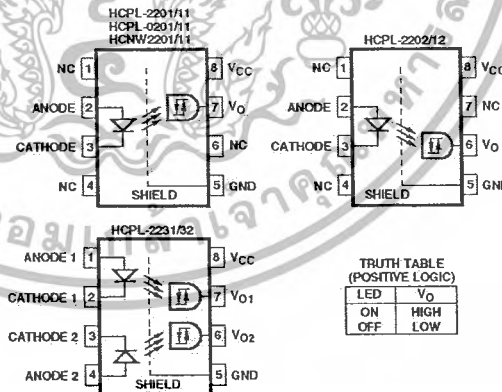 HCPL-2201/11
HCPL-0201/11
HCNW2201/11
NC 1
8 VCC
ANODE 2
7 VO
CATHODE 3
6 NC
NC 4
5 GND
SHIELD
HCPL-2202/12
NC 1
8 VCC
ANODE 2
7 NC
CATHODE 3
6 VO
NC 4
5 GND
SHIELD
HCPL-2231/32
ANODE 1 1
8 VCC
CATHODE 1 2
7 VO1
CATHODE 2 3
6 VO2
ANODE 2 4
5 GND
SHIELD
TRUTH TABLE
(POSITIVE LOGIC)
LED VO
ON HIGH
OFF LOW